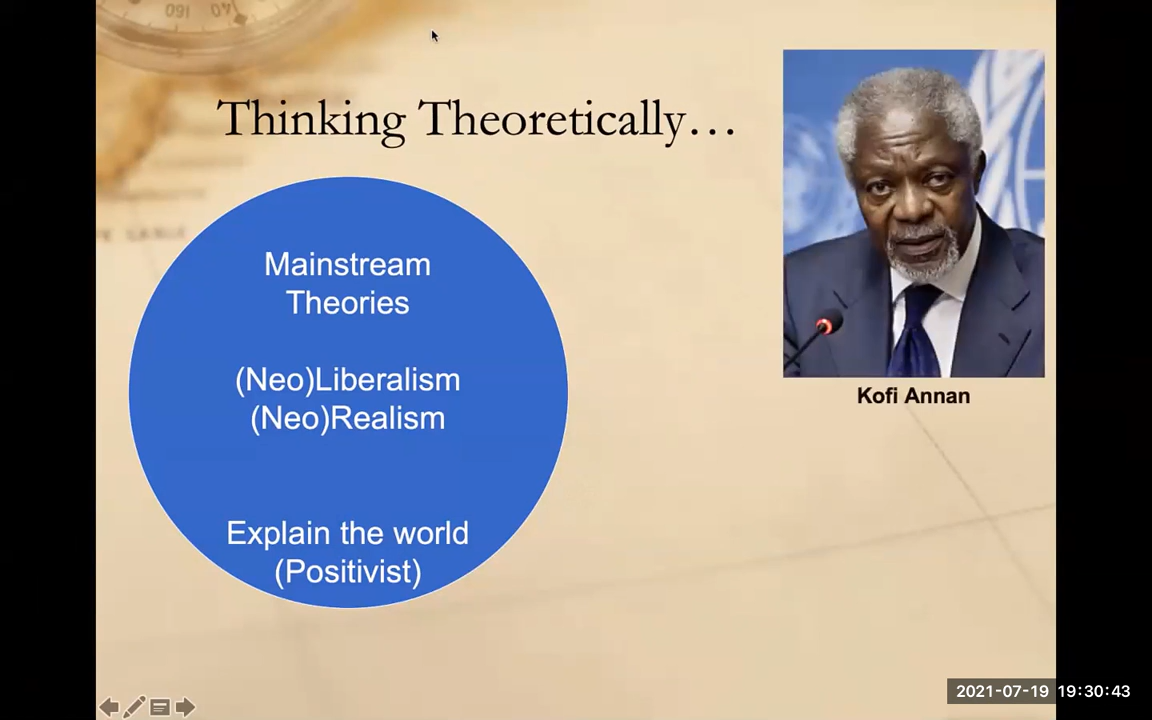 160
Thinking Theoretically…
Mainstream
Theories
(Neo)Liberalism
(Neo)Realism
Explain the world
(Positivist)
Kofi Annan
2021-07-19 19:30:43